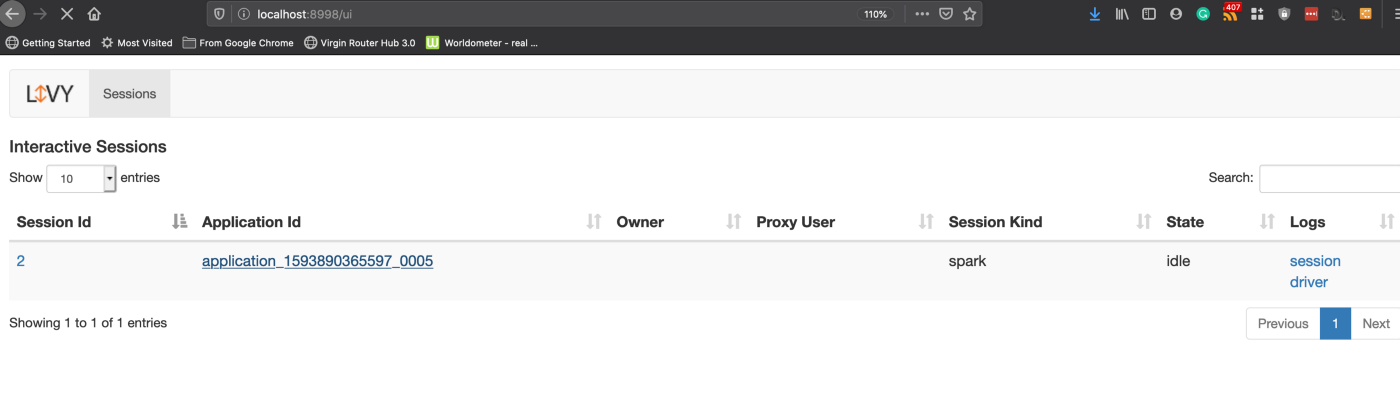 localhost:8998/ui
110%
407
Getting Started
Most Visited
From Google Chrome
Virgin Router Hub 3.0
W Worldometer - real ...
LIVY
Sessions
Interactive Sessions
Show 10 entries
Search:
Session Id Application Id Owner Proxy User Session Kind State Logs
2 application_1593890365597_0005 spark idle session
driver
Showing 1 to 1 of 1 entries
Previous 1 Next